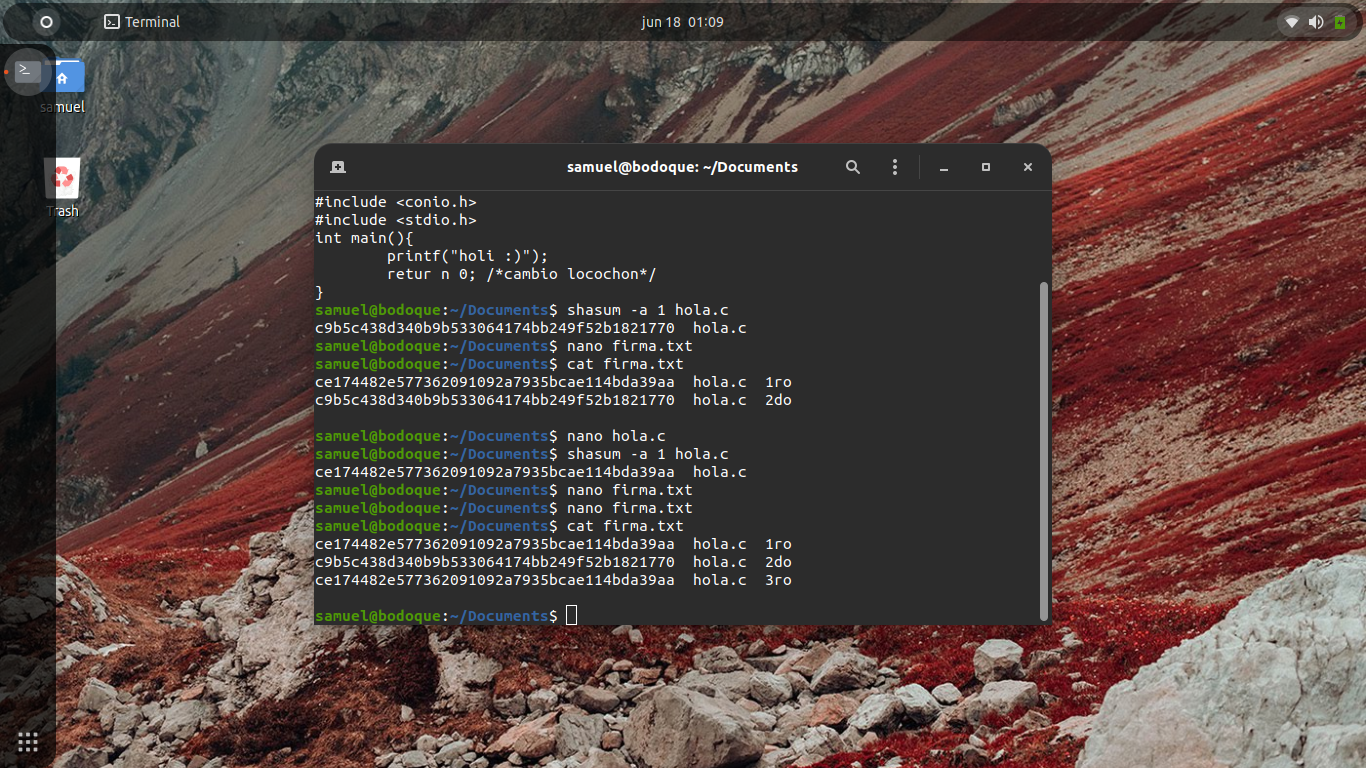 Terminal
jun 18 01:09
samuel
Trash
samuel@bodoque: ~/Documents
#include <conio.h>
#include <stdio.h>
int main(){
        printf("holi :)");
        retur n 0; /*cambio locochon*/
}
samuel@bodoque:~/Documents$ shasum -a 1 hola.c
c9b5c438d340b9b533064174bb249f52b1821770  hola.c
samuel@bodoque:~/Documents$ nano firma.txt
samuel@bodoque:~/Documents$ cat firma.txt
ce174482e577362091092a7935bcae114bda39aa  hola.c  1ro
c9b5c438d340b9b533064174bb249f52b1821770  hola.c  2do
samuel@bodoque:~/Documents$ nano hola.c
samuel@bodoque:~/Documents$ shasum -a 1 hola.c
ce174482e577362091092a7935bcae114bda39aa  hola.c
samuel@bodoque:~/Documents$ nano firma.txt
samuel@bodoque:~/Documents$ nano firma.txt
samuel@bodoque:~/Documents$ cat firma.txt
ce174482e577362091092a7935bcae114bda39aa  hola.c  1ro
c9b5c438d340b9b533064174bb249f52b1821770  hola.c  2do
ce174482e577362091092a7935bcae114bda39aa  hola.c  3ro
samuel@bodoque:~/Documents$